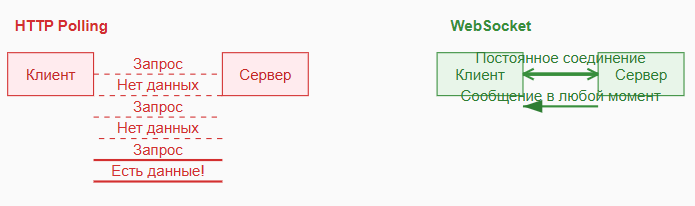 HTTP Polling
Клиент
Сервер
Запрос
Нет данных
Запрос
Нет данных
Запрос
Есть данные!
WebSocket
Постоянное соединение
Клиент
Сервер
Сообщение в любой момент